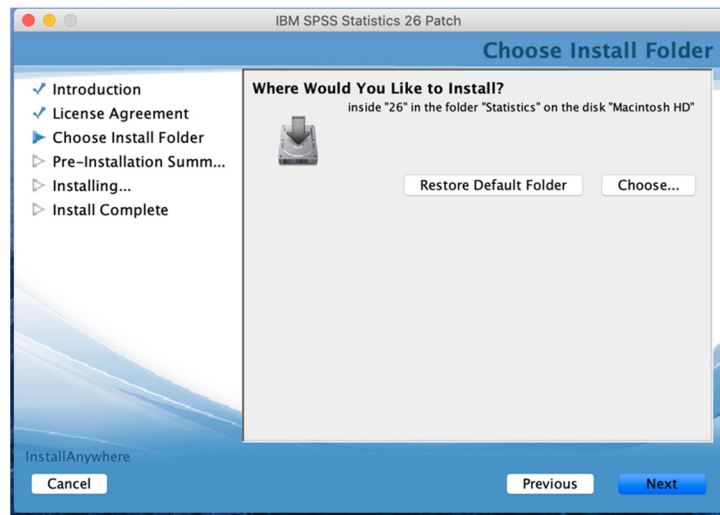 IBM SPSS Statistics 26 Patch
Choose Install Folder
Introduction
License Agreement
Choose Install Folder
Pre-Installation Summ...
Installing...
Install Complete
Where Would You Like to Install?
inside "26" in the folder "Statistics" on the disk "Macintosh HD"
Restore Default Folder
Choose...
InstallAnywhere
Cancel
Previous
Next